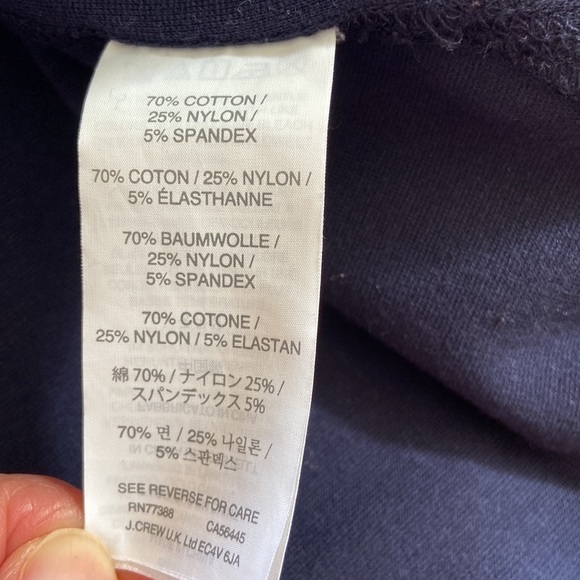 70% COTTON /
25% NYLON /
5% SPANDEX
70% COTON / 25% NYLON /
5% ÉLASTHANNE
70% BAUMWOLLE /
25% NYLON /
5% SPANDEX
70% COTONE /
25% NYLON / 5% ELASTAN
綿 70% / ナイロン 25% /
スパンデックス 5%
70% 면 / 25% 나일론 /
5% 스판덱스
SEE REVERSE FOR CARE
RN77388 CA56445
J.CREW U.K. Ltd EC4V 6JA